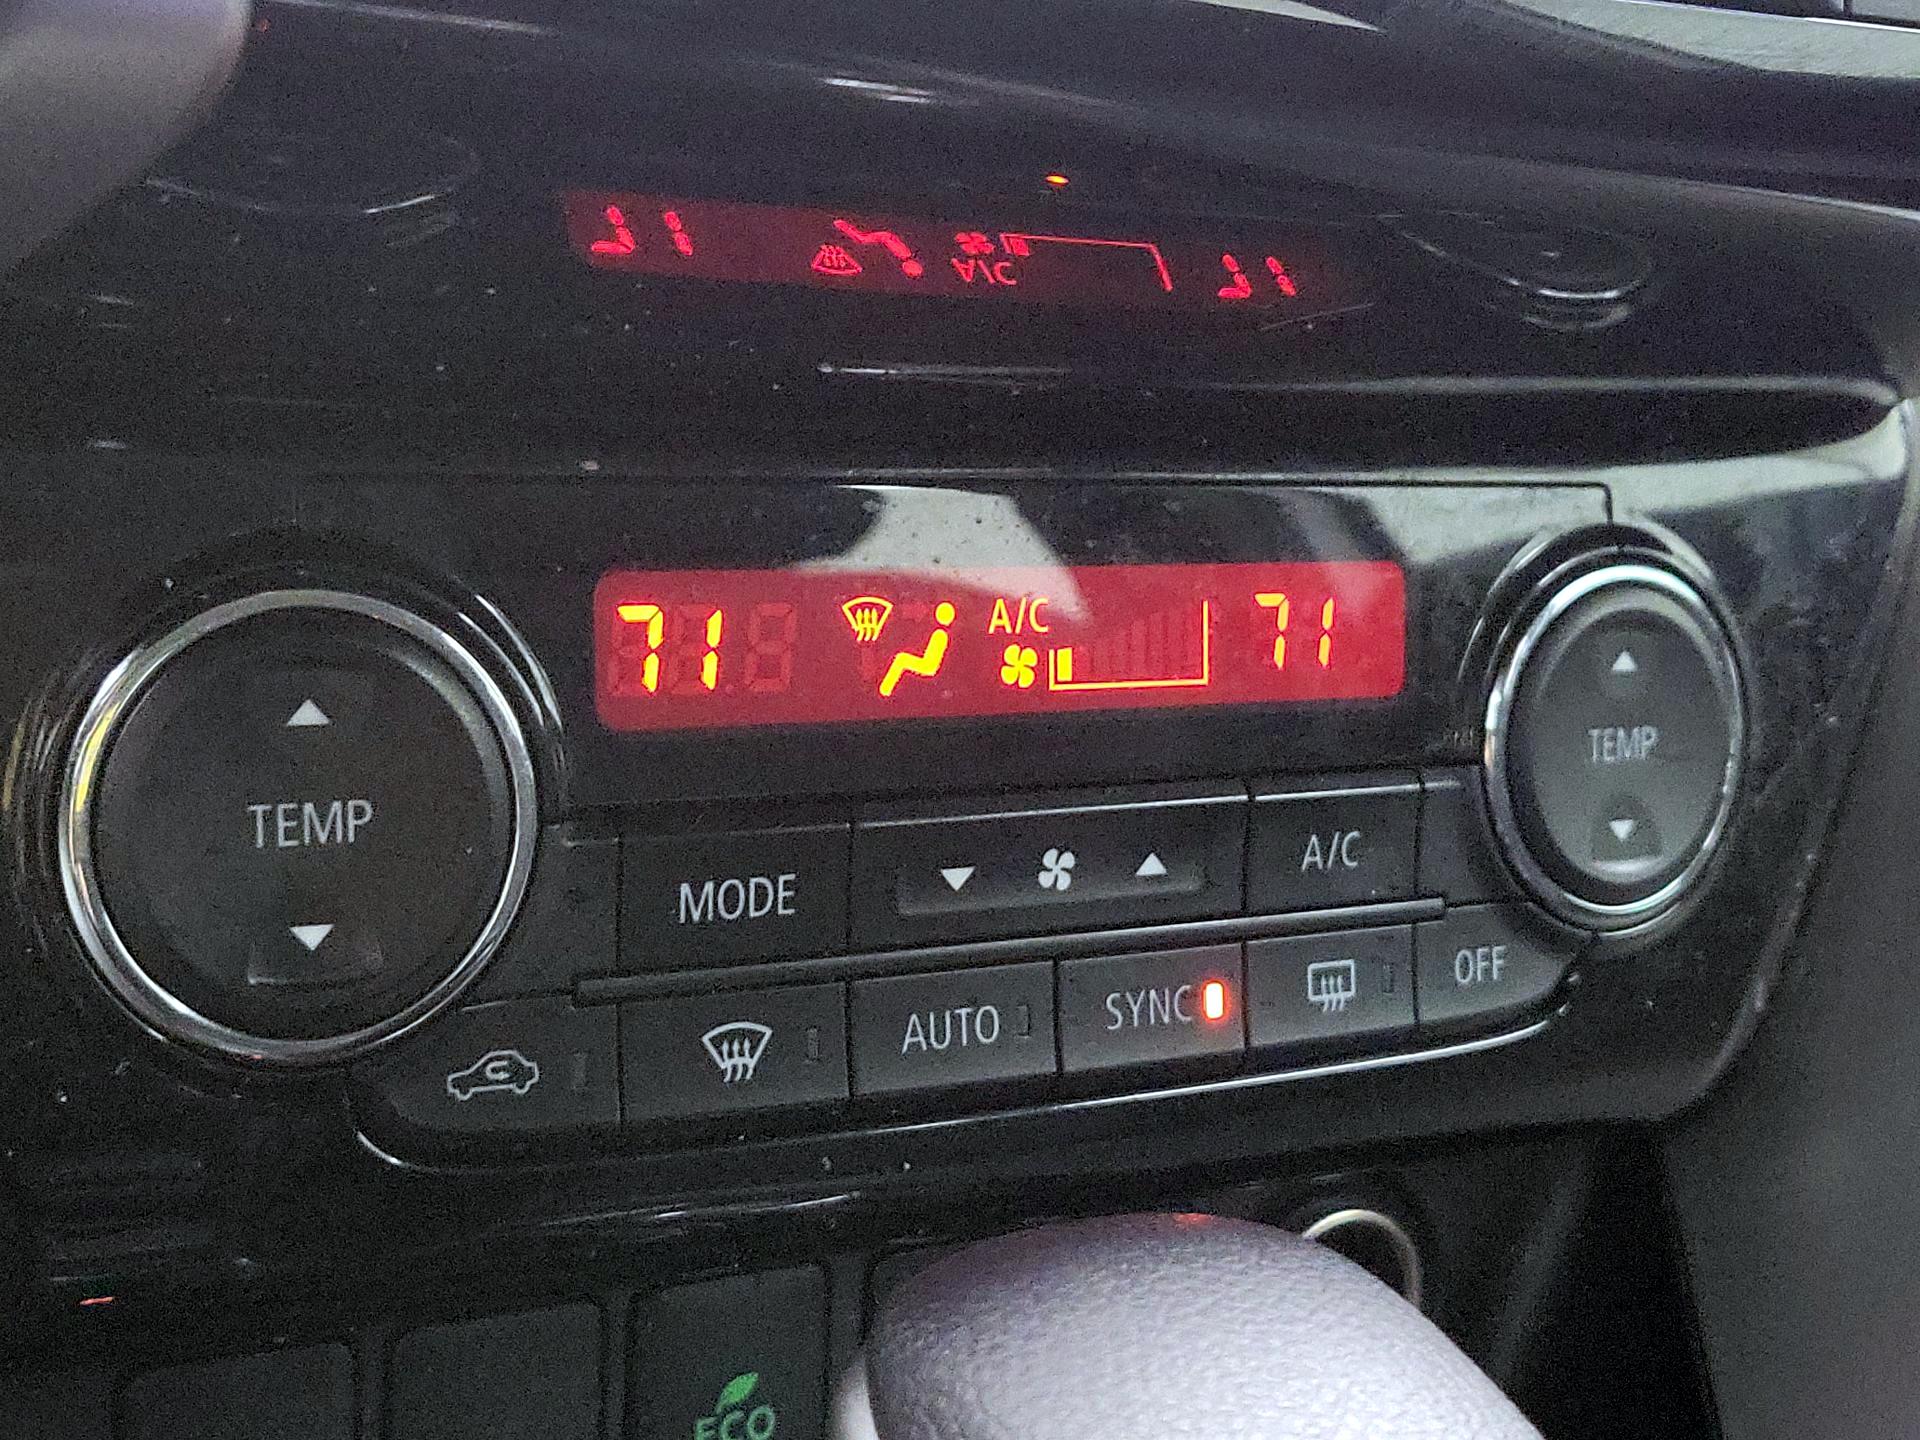 71 A/C 71
TEMP
TEMP
MODE
A/C
AUTO
SYNC
OFF
ECO